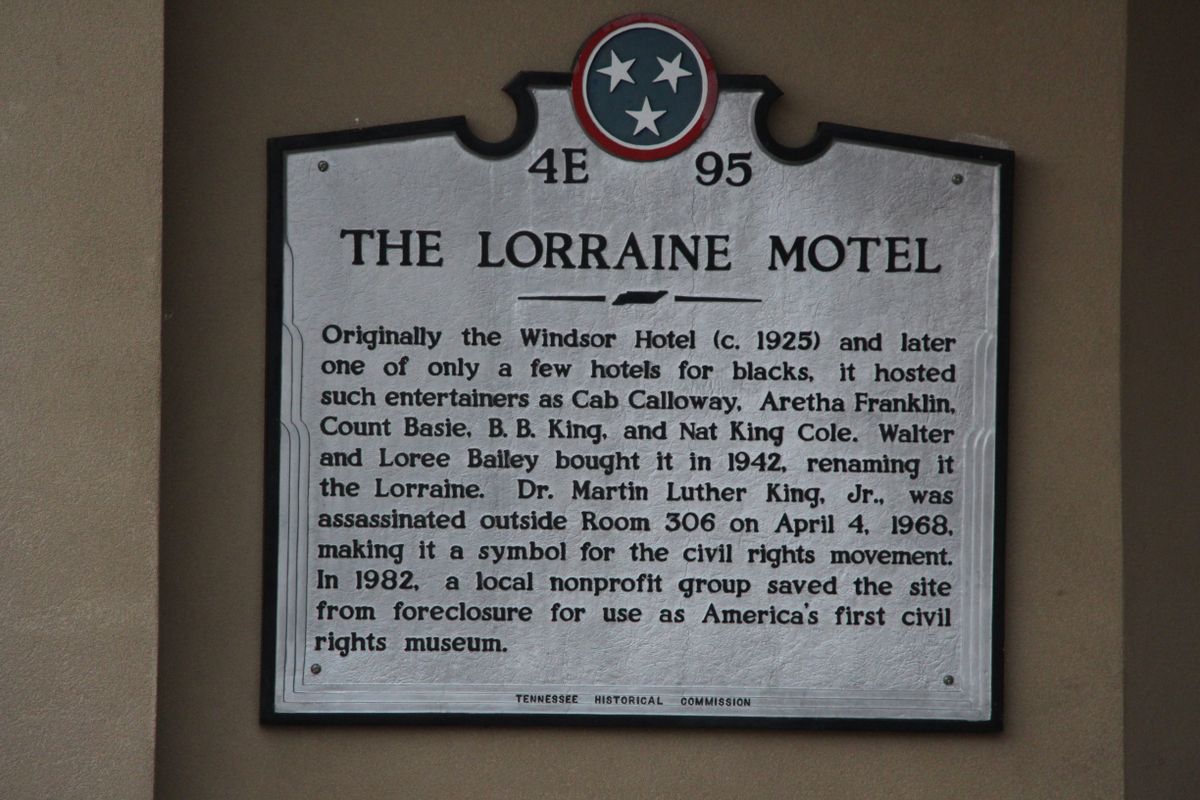 4E 95
THE LORRAINE MOTEL
Originally the Windsor Hotel (c. 1925) and later
one of only a few hotels for blacks, it hosted
such entertainers as Cab Calloway, Aretha Franklin,
Count Basie, B. B. King, and Nat King Cole. Walter
and Loree Bailey bought it in 1942, renaming it
the Lorraine. Dr. Martin Luther King, Jr., was
assassinated outside Room 306 on April 4, 1968,
making it a symbol for the civil rights movement.
In 1982, a local nonprofit group saved the site
from foreclosure for use as America's first civil
rights museum.
TENNESSEE HISTORICAL COMMISSION